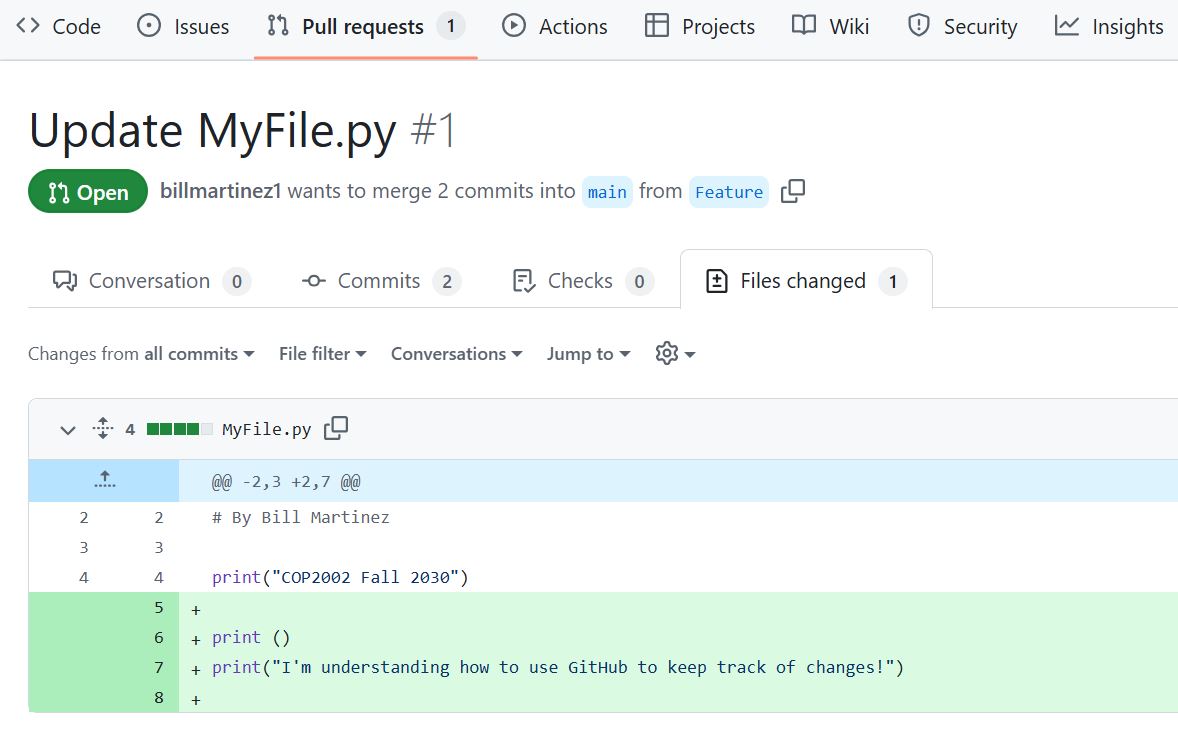 Code Issues Pull requests 1 Actions Projects Wiki Security Insights
Update MyFile.py #1
Open billmartinez1 wants to merge 2 commits into main from Feature
Conversation 0 Commits 2 Checks 0 Files changed 1
Changes from all commits File filter Conversations Jump to
4 MyFile.py
@@ -2,3 +2,7 @@
2 2 # By Bill Martinez
3 3
4 4 print("COP2002 Fall 2030")
5 +
6 + print ()
7 + print("I'm understanding how to use GitHub to keep track of changes!")
8 +